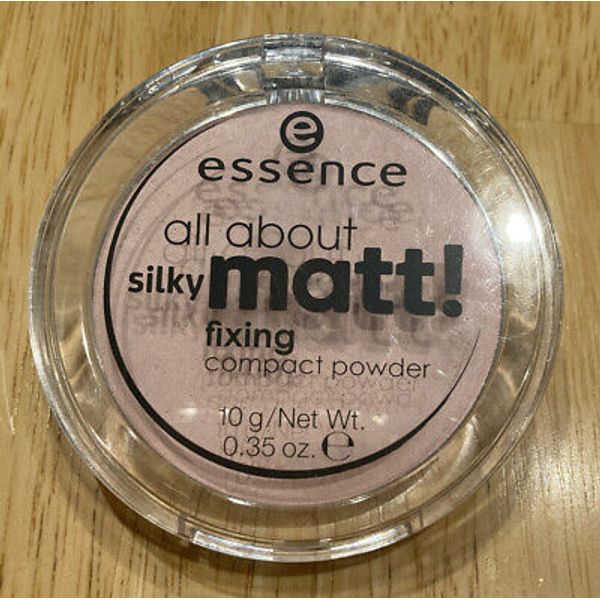 e
essence
all about
silky matt!
fixing
compact powder
10 g/Net Wt.
0.35 oz. ℮